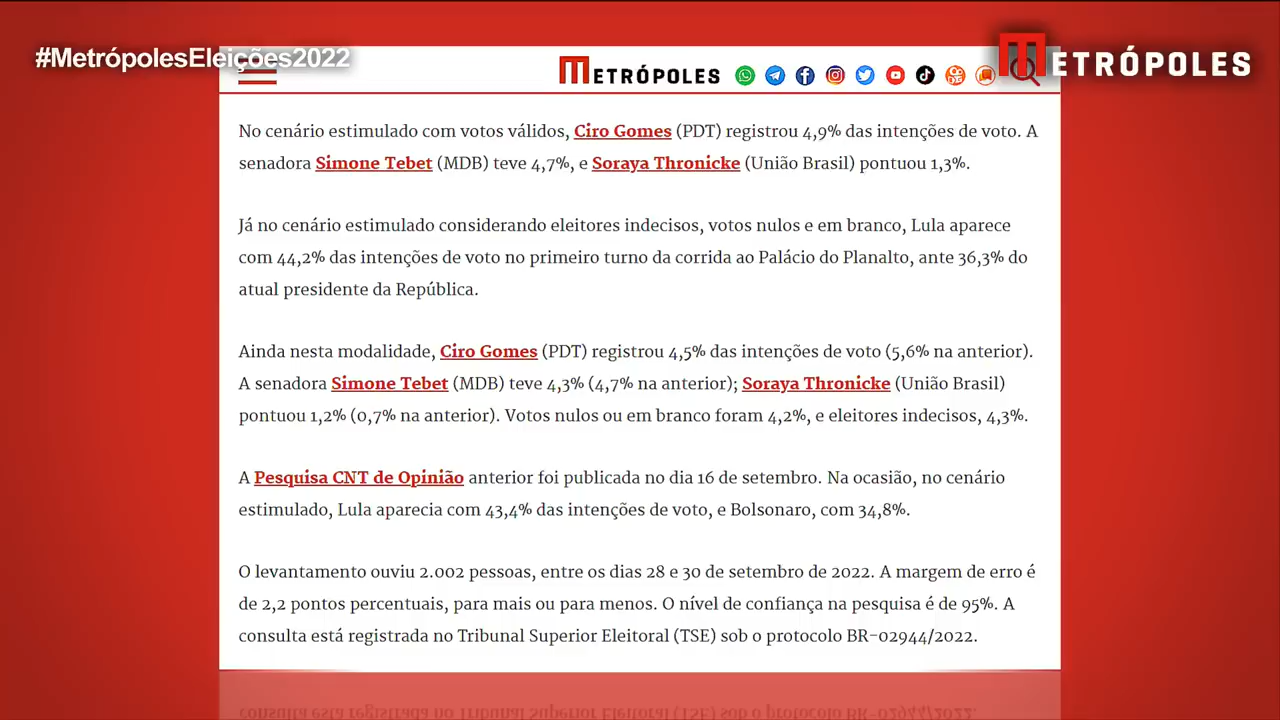 #MetrópolesEleições2022
METRÓPOLES
METRÓPOLES
No cenário estimulado com votos válidos, Ciro Gomes (PDT) registrou 4,9% das intenções de voto. A
senadora Simone Tebet (MDB) teve 4,7%, e Soraya Thronicke (União Brasil) pontuou 1,3%.
Já no cenário estimulado considerando eleitores indecisos, votos nulos e em branco, Lula aparece
com 44,2% das intenções de voto no primeiro turno da corrida ao Palácio do Planalto, ante 36,3% do
atual presidente da República.
Ainda nesta modalidade, Ciro Gomes (PDT) registrou 4,5% das intenções de voto (5,6% na anterior).
A senadora Simone Tebet (MDB) teve 4,3% (4,7% na anterior); Soraya Thronicke (União Brasil)
pontuou 1,2% (0,7% na anterior). Votos nulos ou em branco foram 4,2%, e eleitores indecisos, 4,3%.
A Pesquisa CNT de Opinião anterior foi publicada no dia 16 de setembro. Na ocasião, no cenário
estimulado, Lula aparecia com 43,4% das intenções de voto, e Bolsonaro, com 34,8%.
O levantamento ouviu 2.002 pessoas, entre os dias 28 e 30 de setembro de 2022. A margem de erro é
de 2,2 pontos percentuais, para mais ou para menos. O nível de confiança na pesquisa é de 95%. A
consulta está registrada no Tribunal Superior Eleitoral (TSE) sob o protocolo BR-02944/2022.